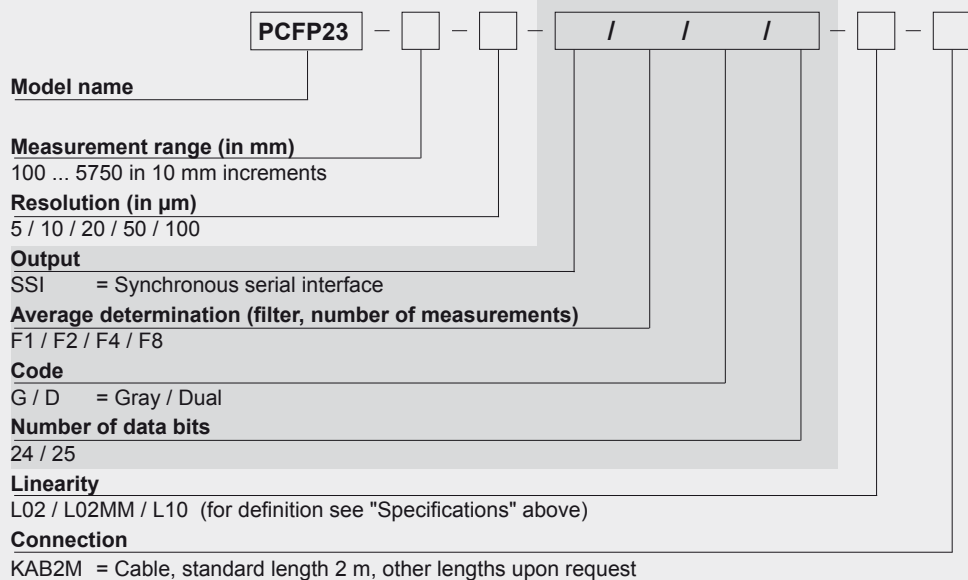 PCFP23 – – – / / / – –
Model name
Measurement range (in mm)
100 ... 5750 in 10 mm increments
Resolution (in µm)
5 / 10 / 20 / 50 / 100
Output
SSI = Synchronous serial interface
Average determination (filter, number of measurements)
F1 / F2 / F4 / F8
Code
G / D = Gray / Dual
Number of data bits
24 / 25
Linearity
L02 / L02MM / L10 (for definition see "Specifications" above)
Connection
KAB2M = Cable, standard length 2 m, other lengths upon request